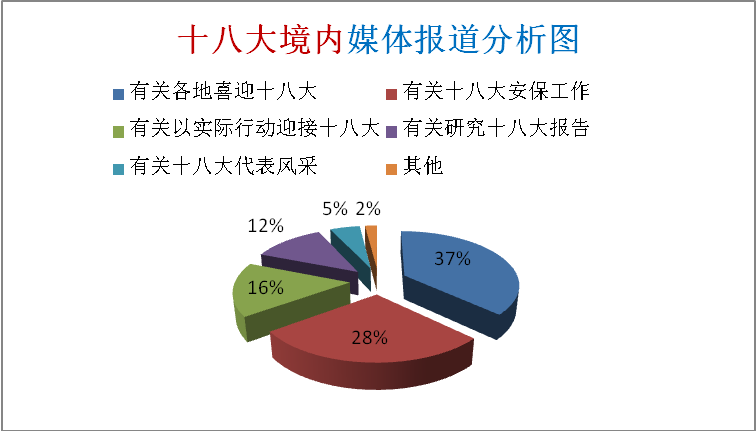 十八大境内媒体报道分析图
有关各地喜迎十八大 有关十八大安保工作
有关以实际行动迎接十八大 有关研究十八大报告
有关十八大代表风采 其他
5% 2%
12%
37%
16%
28%